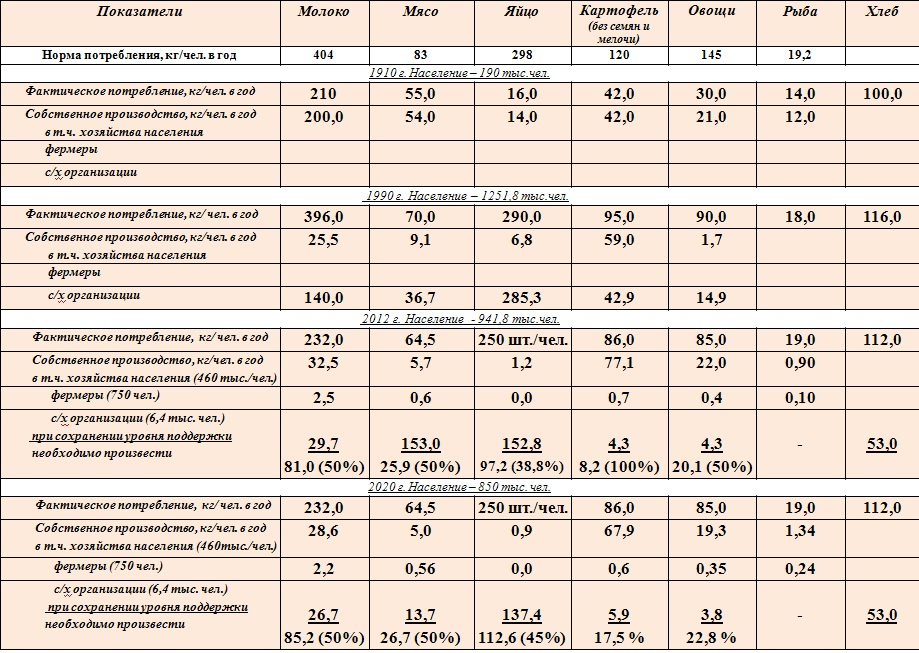 Показатели Молоко Мясо Яйцо Картофель (без семян и мелочи) Овощи Рыба Хлеб
Норма потребления, кг/чел. в год 404 83 298 120 145 19,2
1910 г. Население – 190 тыс.чел.
Фактическое потребление, кг/чел. в год 210 55,0 16,0 42,0 30,0 14,0 100,0
Собственное производство, кг/чел. в год 200,0 54,0 14,0 42,0 21,0 12,0
в т.ч. хозяйства населения
фермеры
с/х организации
1990 г. Население – 1251,8 тыс.чел.
Фактическое потребление, кг/ чел. в год 396,0 70,0 290,0 95,0 90,0 18,0 116,0
Собственное производство, кг/чел. в год 25,5 9,1 6,8 59,0 1,7
в т.ч. хозяйства населения
фермеры
с/х организации 140,0 36,7 285,3 42,9 14,9
2012 г. Население - 941,8 тыс.чел.
Фактическое потребление, кг/ чел. в год 232,0 64,5 250 шт./чел. 86,0 85,0 19,0 112,0
Собственное производство, кг/чел. в год 32,5 5,7 1,2 77,1 22,0 0,90
в т.ч. хозяйства населения (460 тыс./чел.)
фермеры (750 чел.) 2,5 0,6 0,0 0,7 0,4 0,10
с/х организации (6,4 тыс. чел.)
при сохранении уровня поддержки 29,7 153,0 152,8 4,3 4,3 - 53,0
необходимо произвести 81,0 (50%) 25,9 (50%) 97,2 (38,8%) 8,2 (100%) 20,1 (50%)
2020 г. Население – 850 тыс. чел.
Фактическое потребление, кг/ чел. в год 232,0 64,5 250 шт./чел. 86,0 85,0 19,0 112,0
Собственное производство, кг/чел. в год 28,6 5,0 0,9 67,9 19,3 1,34
в т.ч. хозяйства населения (460тыс./чел.)
фермеры (750 чел.) 2,2 0,56 0,0 0,6 0,35 0,24
с/х организации (6,4 тыс. чел.)
при сохранении уровня поддержки 26,7 13,7 137,4 5,9 3,8 - 53,0
необходимо произвести 85,2 (50%) 26,7 (50%) 112,6 (45%) 17,5 % 22,8 %